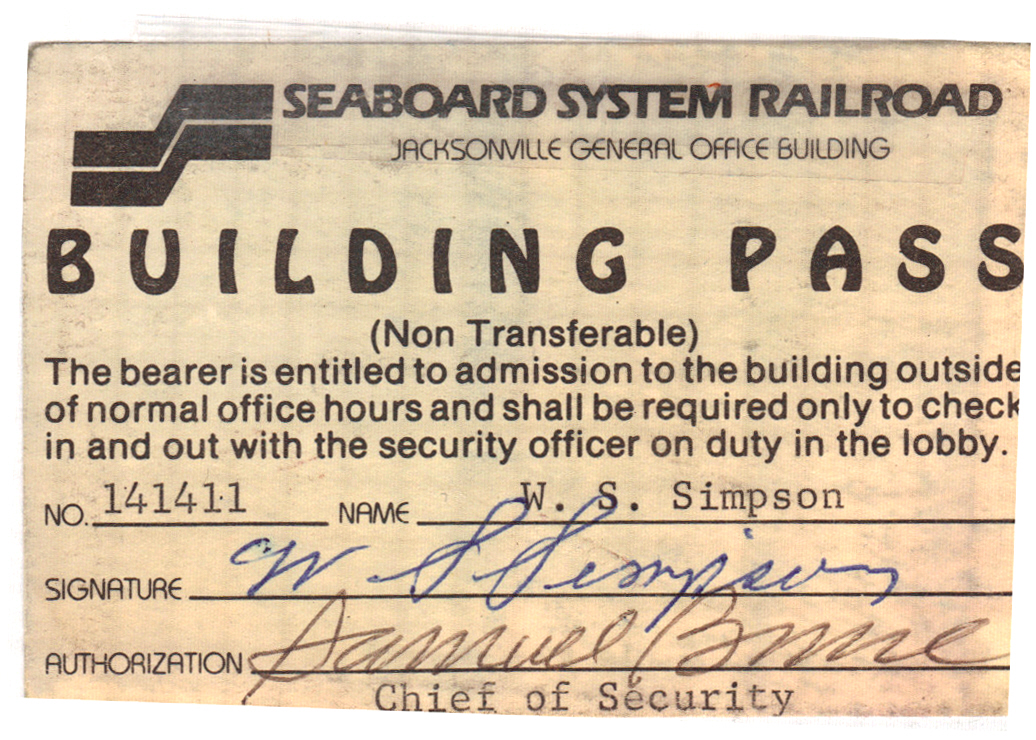 SEABOARD SYSTEM RAILROAD
JACKSONVILLE GENERAL OFFICE BUILDING
BUILDING PASS
(Non Transferable)
The bearer is entitled to admission to the building outside
of normal office hours and shall be required only to check
in and out with the security officer on duty in the lobby.
NO. 141411 NAME W. S. Simpson
SIGNATURE W S Simpson
AUTHORIZATION Samuel
Chief of Security